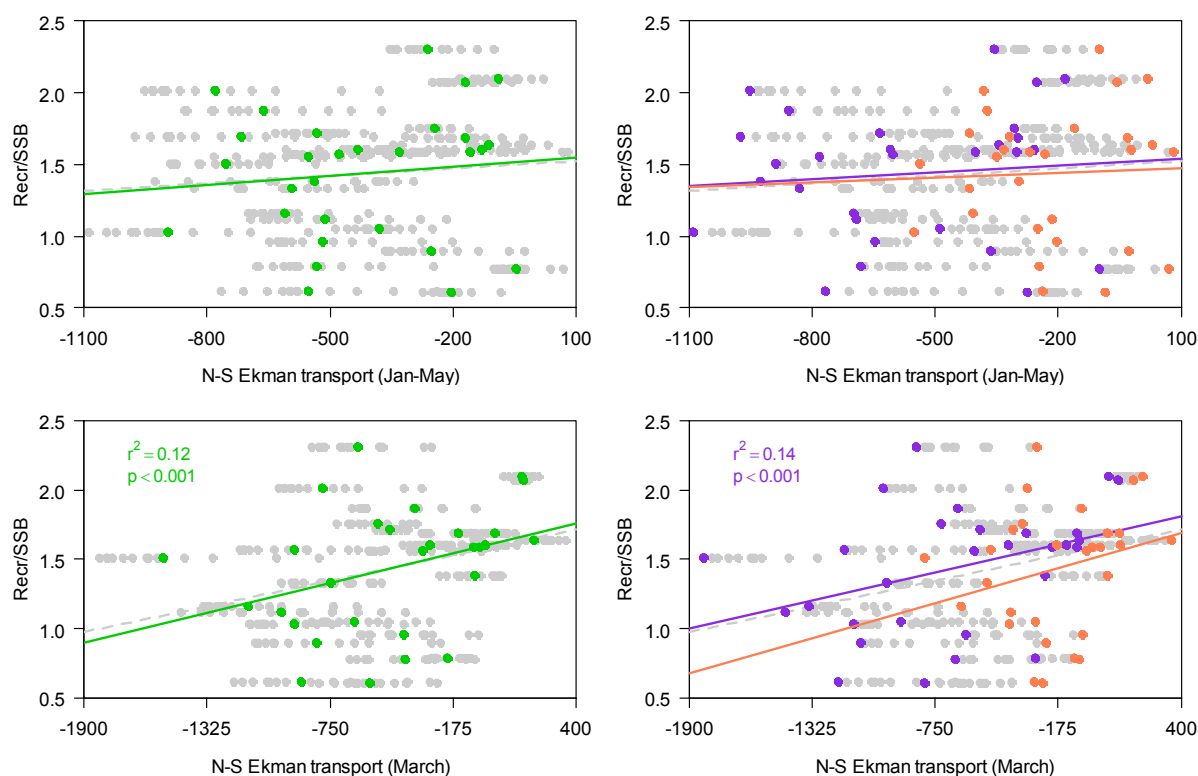 2.5
2.0
1.5
1.0
0.5
Recr/SSB
-1100 -800 -500 -200 100
N-S Ekman transport (Jan-May)
2.5
2.0
1.5
1.0
0.5
Recr/SSB
-1100 -800 -500 -200 100
N-S Ekman transport (Jan-May)
2.5
2.0
1.5
1.0
0.5
Recr/SSB
r² = 0.12
p < 0.001
-1900 -1325 -750 -175 400
N-S Ekman transport (March)
2.5
2.0
1.5
1.0
0.5
Recr/SSB
r² = 0.14
p < 0.001
-1900 -1325 -750 -175 400
N-S Ekman transport (March)